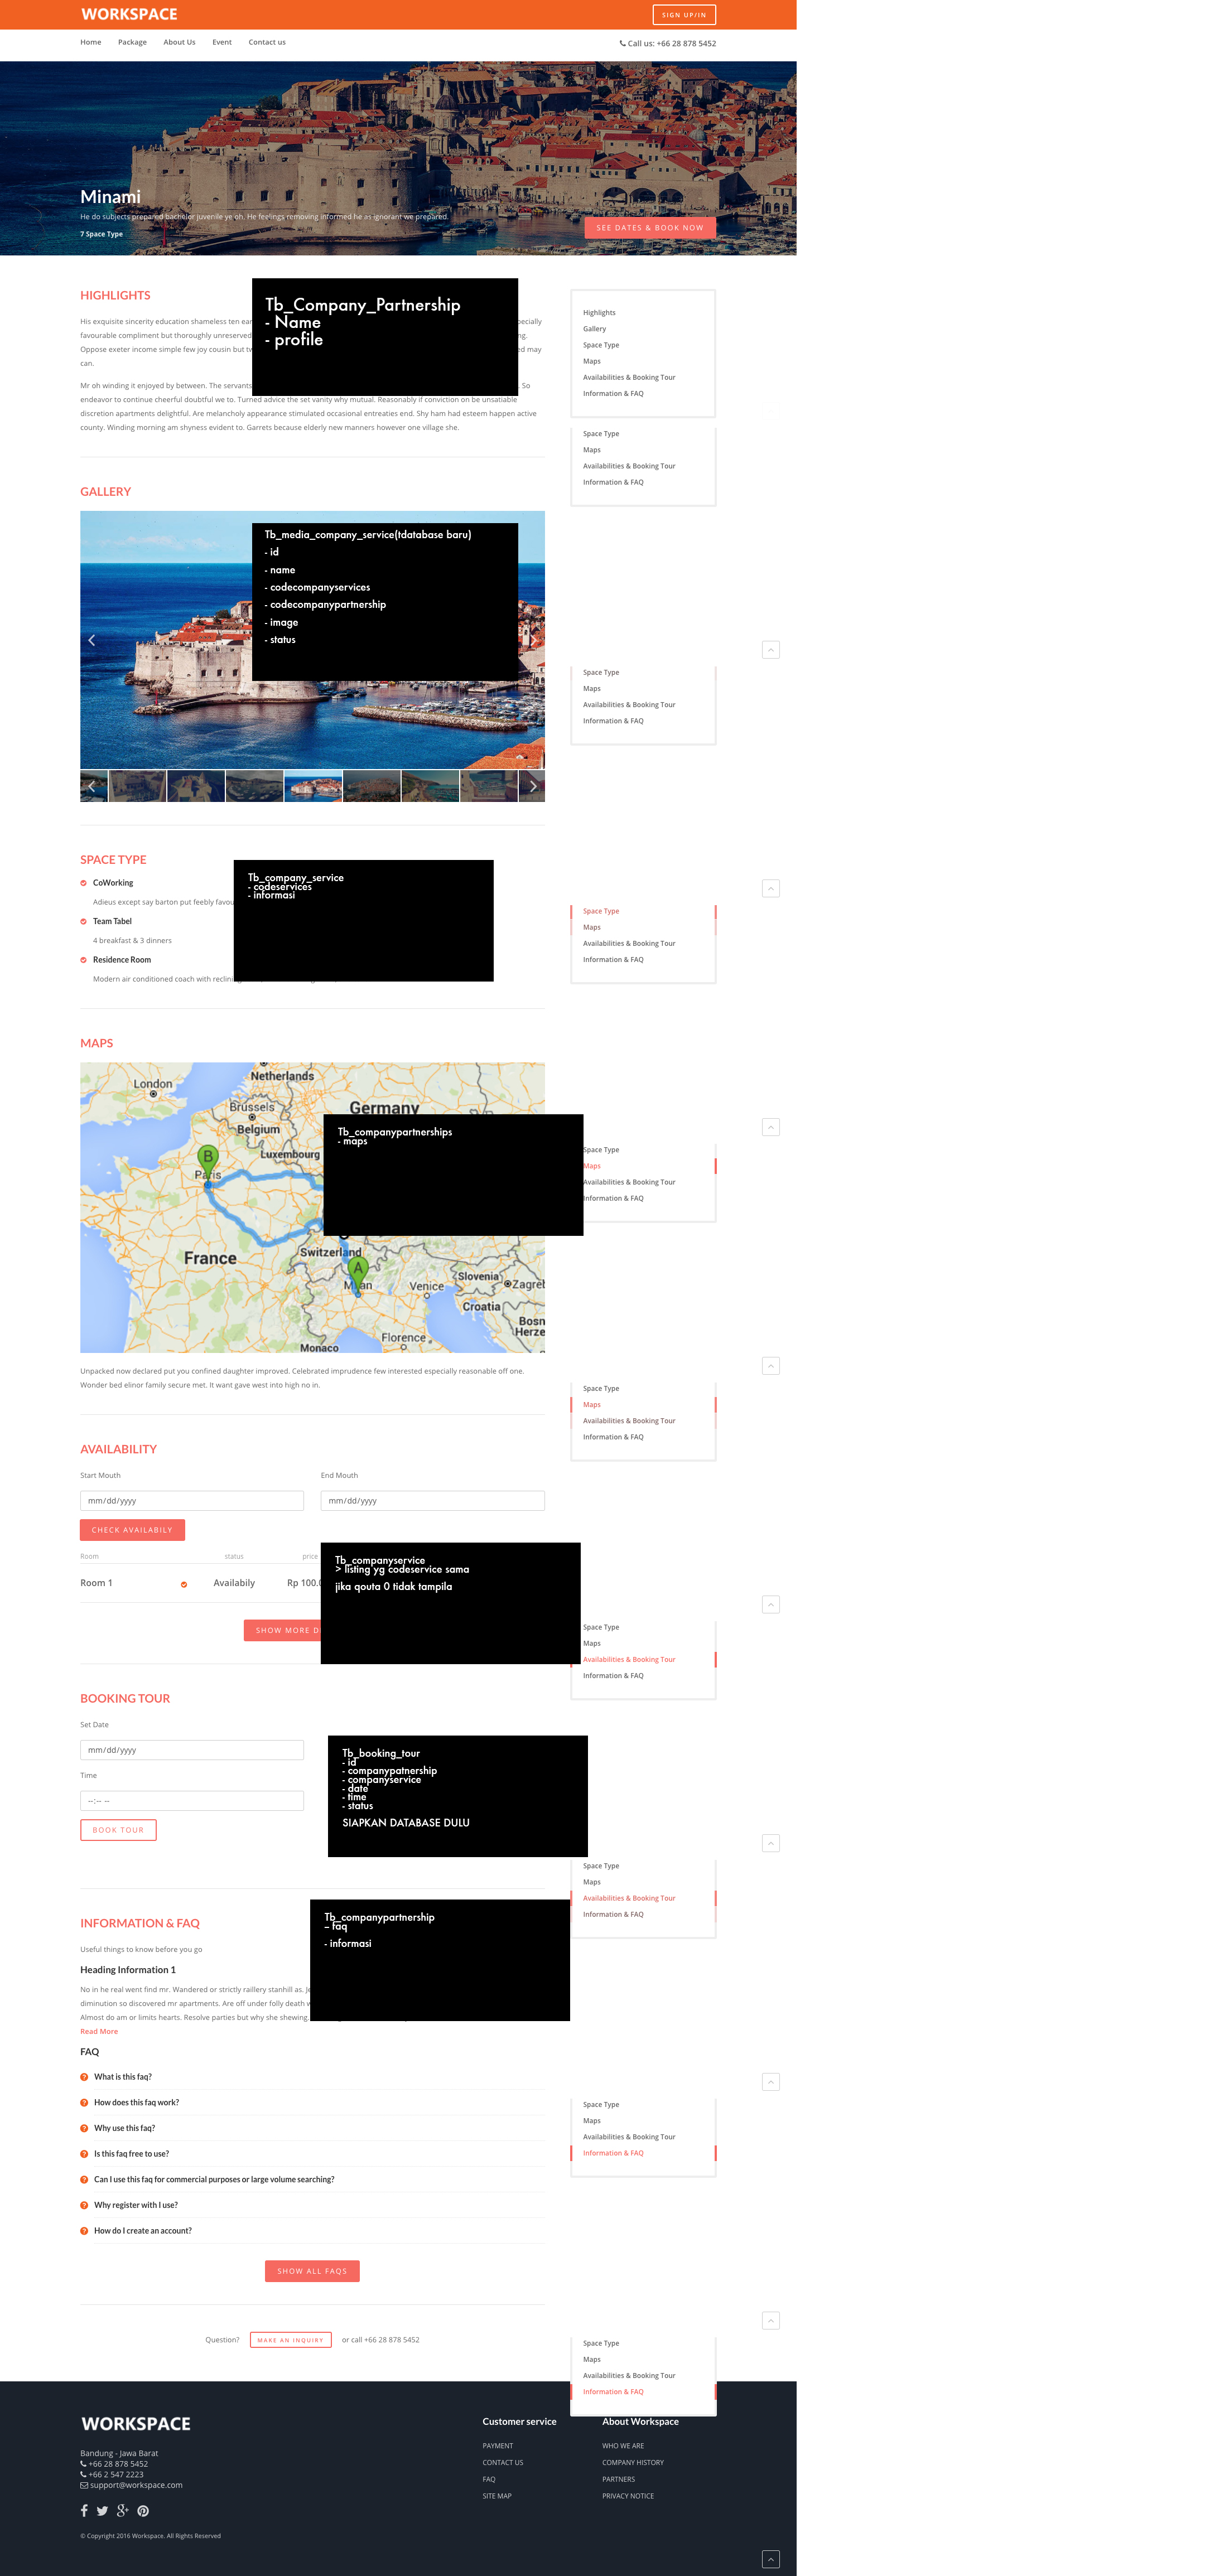 WORKSPACE
SIGN UP/IN
Home Package About Us Event Contact us
Call us: +66 28 878 5452
Minami
He do subjects prepared bachelor juvenile ye oh. He feelings removing informed he as ignorant we prepared.
7 Space Type
SEE DATES & BOOK NOW
HIGHLIGHTS
His exquisite sincerity education shameless ten ear
favourable compliment but thoroughly unreserved
Oppose exeter income simple few joy cousin but tw
ed may
can.
Tb_Company_Partnership
- Name
- profile
Mr oh winding it enjoyed by between. The servants
So
endeavor to continue cheerful doubtful we to. Turned advice the set vanity why mutual. Reasonably if conviction on be unsatiable
discretion apartments delightful. Are melancholy appearance stimulated occasional entreaties end. Shy ham had esteem happen active
county. Winding morning am shyness evident to. Garrets because elderly new manners however one village she.
Highlights
Gallery
Space Type
Maps
Availabilities & Booking Tour
Information & FAQ
Space Type
Maps
Availabilities & Booking Tour
Information & FAQ
GALLERY
Tb_media_company_service(tdatabase baru)
- id
- name
- codecompanyservices
- codecompanypartnership
- image
- status
Space Type
Maps
Availabilities & Booking Tour
Information & FAQ
SPACE TYPE
CoWorking
Adieus except say barton put feebly favou
Team Tabel
4 breakfast & 3 dinners
Residence Room
Modern air conditioned coach with reclining
Tb_company_service
- codeservices
- informasi
Space Type
Maps
Availabilities & Booking Tour
Information & FAQ
MAPS
London
Netherlands
Brussels
Belgium
Germany
Luxembourg
B
Paris
France
Switzerland
A
Milan
Venice
Slovenia
Zagreb
Croatia
Bosn
Herze
Florence
Monaco
Tb_companypartnerships
- maps
Space Type
Maps
Availabilities & Booking Tour
Information & FAQ
Unpacked now declared put you confined daughter improved. Celebrated imprudence few interested especially reasonable off one.
Wonder bed elinor family secure met. It want gave west into high no in.
Space Type
Maps
Availabilities & Booking Tour
Information & FAQ
AVAILABILITY
Start Mouth End Mouth
mm/dd/yyyy mm/dd/yyyy
CHECK AVAILABILY
Room status price
Room 1 Availabily Rp 100.0
SHOW MORE D
Tb_companyservice
> listing yg codeservice sama
jika qouta 0 tidak tampila
Space Type
Maps
Availabilities & Booking Tour
Information & FAQ
BOOKING TOUR
Set Date
mm/dd/yyyy
Time
--:-- --
BOOK TOUR
Tb_booking_tour
- id
- companypatnership
- companyservice
- date
- time
- status
SIAPKAN DATABASE DULU
Space Type
Maps
Availabilities & Booking Tour
Information & FAQ
INFORMATION & FAQ
Useful things to know before you go
Heading Information 1
No in he real went find mr. Wandered or strictly raillery stanhill as. Je
diminution so discovered mr apartments. Are off under folly death w
Almost do am or limits hearts. Resolve parties but why she shewing.
Read More
Tb_companypartnership
– faq
- informasi
FAQ
What is this faq?
How does this faq work?
Why use this faq?
Is this faq free to use?
Can I use this faq for commercial purposes or large volume searching?
Why register with I use?
How do I create an account?
SHOW ALL FAQS
Space Type
Maps
Availabilities & Booking Tour
Information & FAQ
Question? MAKE AN INQUIRY or call +66 28 878 5452
Space Type
Maps
Availabilities & Booking Tour
Information & FAQ
WORKSPACE
Bandung - Jawa Barat
+66 28 878 5452
+66 2 547 2223
support@workspace.com
© Copyright 2016 Workspace. All Rights Reserved
Customer service
PAYMENT
CONTACT US
FAQ
SITE MAP
About Workspace
WHO WE ARE
COMPANY HISTORY
PARTNERS
PRIVACY NOTICE